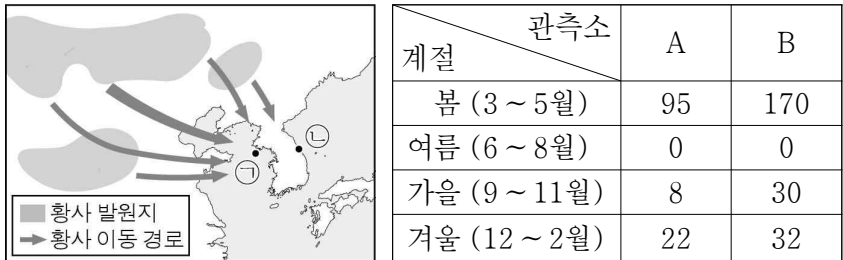 ㉠
㉡
황사 발원지
황사 이동 경로
계절 관측소 A B
봄 (3 ~ 5월) 95 170
여름 (6 ~ 8월) 0 0
가을 (9 ~ 11월) 8 30
겨울 (12 ~ 2월) 22 32